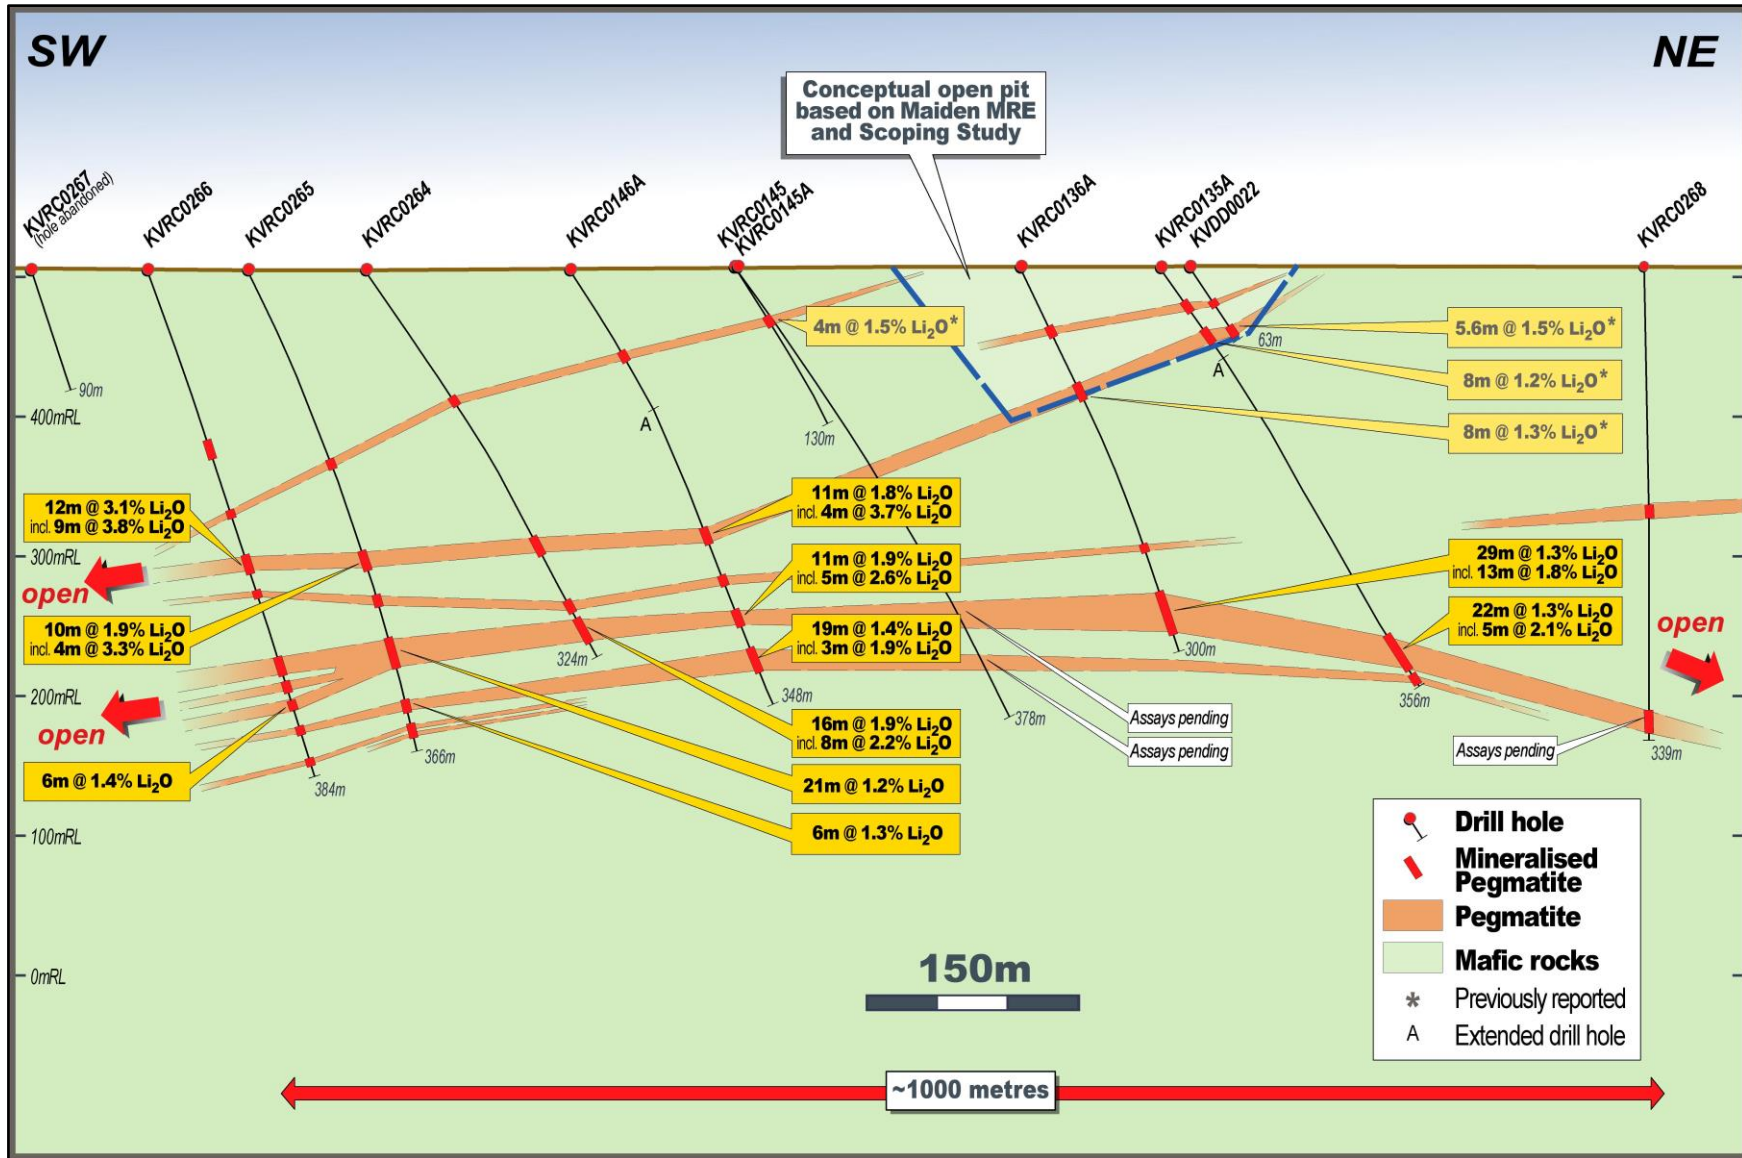 SW
NE
Conceptual open pit
based on Maiden MRE
and Scoping Study
KVRC0267
(hole abandoned)
KVRC0266
KVRC0265
KVRC0264
KVRC0146A
KVRC0145
KVRC0145A
KVRC0136A
KVRC0135A
KVDD0022
KVRC0268
4m @ 1.5% Li₂O*
5.6m @ 1.5% Li₂O*
63m
8m @ 1.2% Li₂O*
A
90m
400mRL
A
130m
8m @ 1.3% Li₂O*
12m @ 3.1% Li₂O
incl. 9m @ 3.8% Li₂O
11m @ 1.8% Li₂O
incl. 4m @ 3.7% Li₂O
300mRL
open
11m @ 1.9% Li₂O
incl. 5m @ 2.6% Li₂O
29m @ 1.3% Li₂O
incl. 13m @ 1.8% Li₂O
10m @ 1.9% Li₂O
incl. 4m @ 3.3% Li₂O
19m @ 1.4% Li₂O
incl. 3m @ 1.9% Li₂O
22m @ 1.3% Li₂O
incl. 5m @ 2.1% Li₂O
open
324m
300m
200mRL
348m
356m
open
378m
Assays pending
Assays pending
Assays pending
339m
16m @ 1.9% Li₂O
incl. 8m @ 2.2% Li₂O
366m
6m @ 1.4% Li₂O
384m
21m @ 1.2% Li₂O
6m @ 1.3% Li₂O
100mRL
0mRL
150m
Drill hole
Mineralised
Pegmatite
Pegmatite
Mafic rocks
* Previously reported
A Extended drill hole
~1000 metres